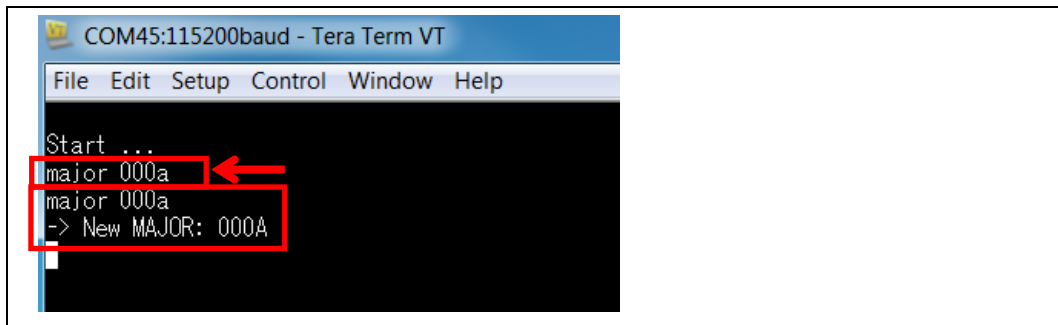 COM45:115200baud - Tera Term VT
File Edit Setup Control Window Help
Start ...
major 000a
major 000a
-> New MAJOR: 000A